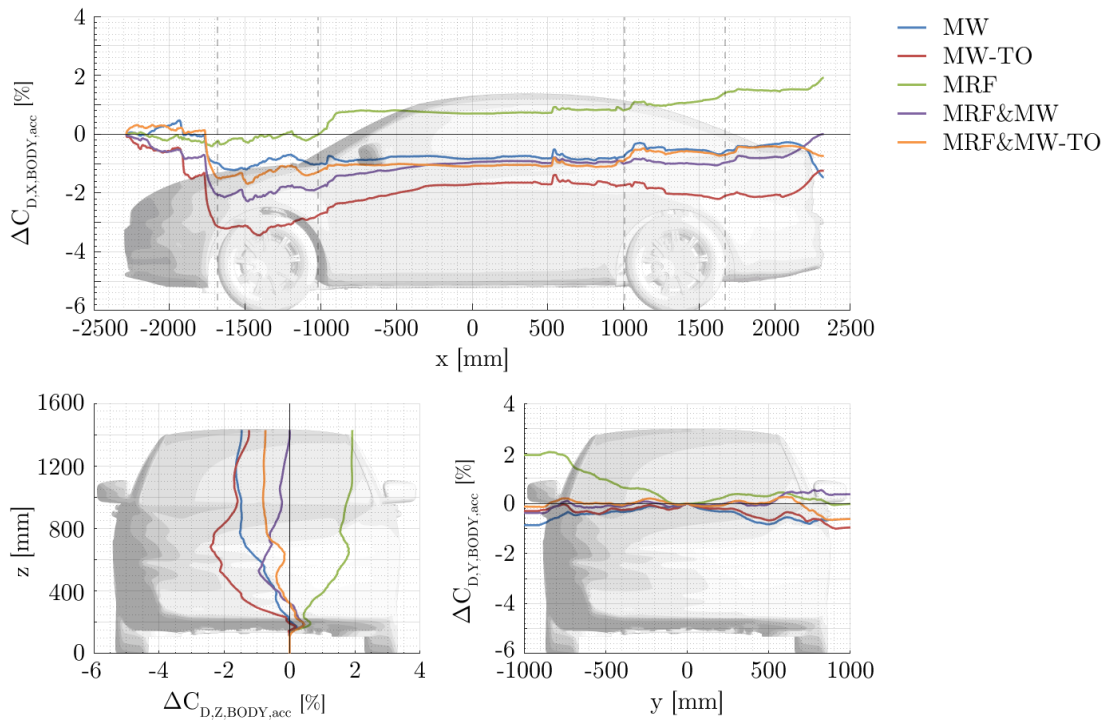 4
2
0
-2
-4
-6
ΔC_D,X,BODY,acc [%]
-2500 -2000 -1500 -1000 -500 0 500 1000 1500 2000 2500
x [mm]
MW
MW-TO
MRF
MRF&MW
MRF&MW-TO
1600
1200
800
400
0
z [mm]
-6 -4 -2 0 2 4
ΔC_D,Z,BODY,acc [%]
4
2
0
-2
-4
-6
ΔC_D,Y,BODY,acc [%]
-1000 -500 0 500 1000
y [mm]